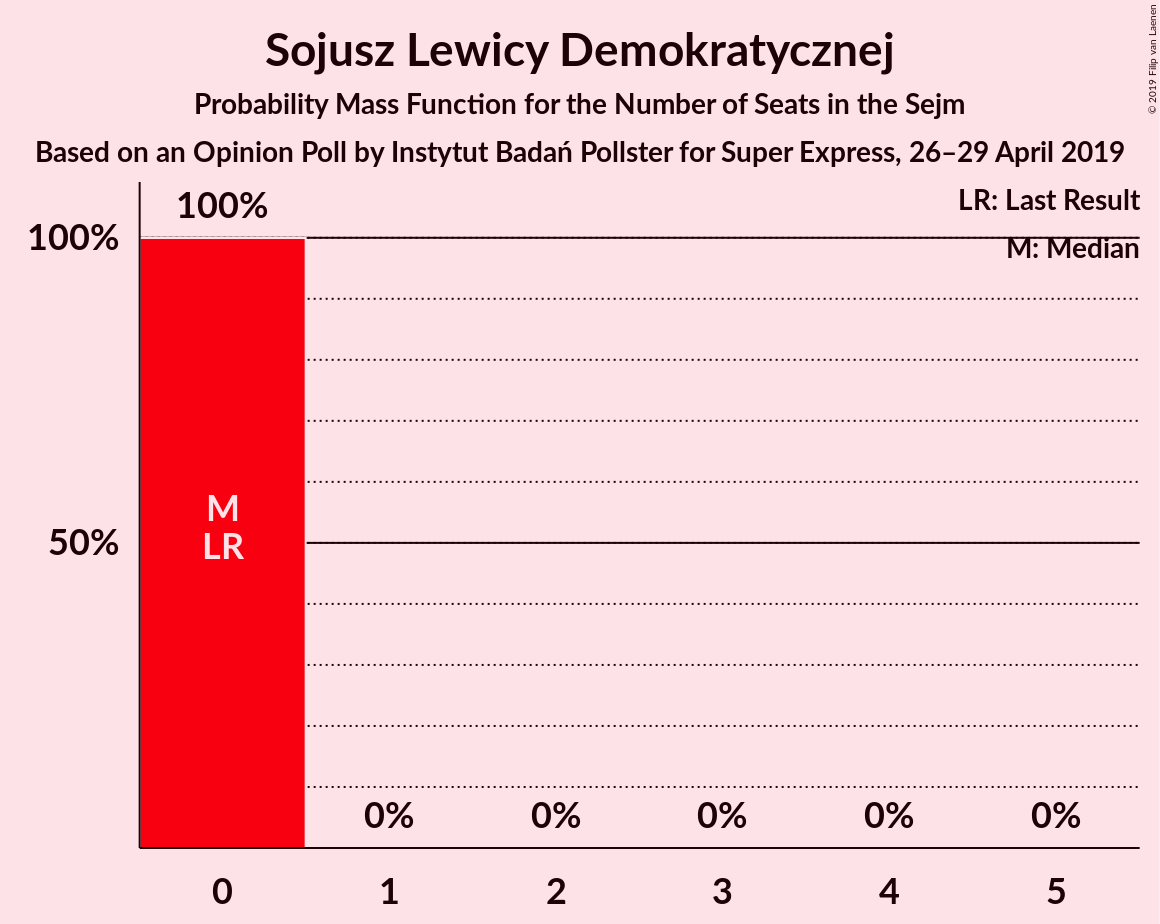 Sojusz Lewicy Demokratycznej
Probability Mass Function for the Number of Seats in the Sejm
Based on an Opinion Poll by Instytut Badań Pollster for Super Express, 26–29 April 2019
© 2019 Filip van Laenen
LR: Last Result
M: Median
100%
100%
50%
M
LR
0% 0% 0% 0% 0%
0 1 2 3 4 5